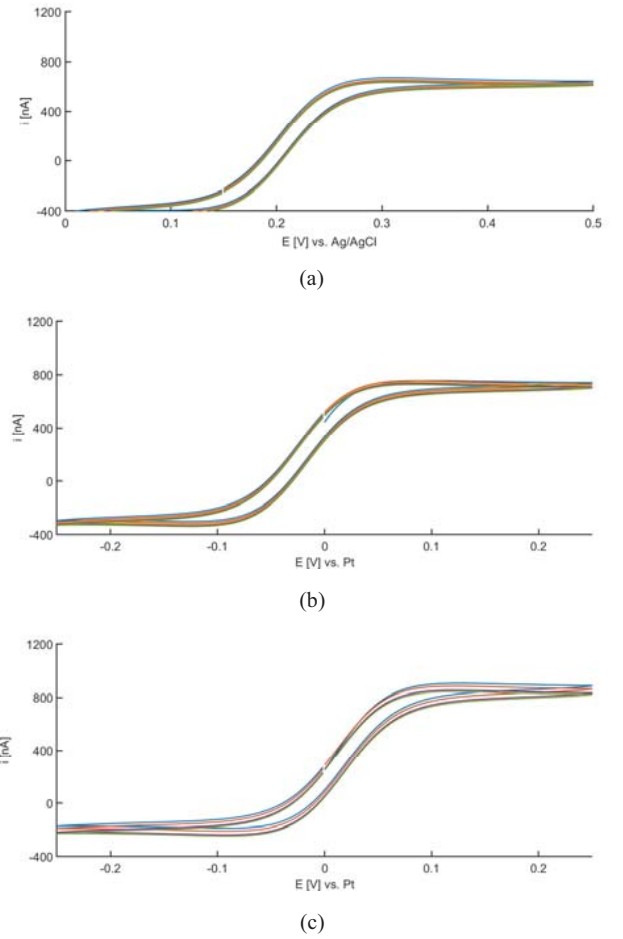 1200
800
400
0
-400
i [nA]
0 0.1 0.2 0.3 0.4 0.5
E [V] vs. Ag/AgCl
(a)
1200
800
400
0
-400
i [nA]
-0.2 -0.1 0 0.1 0.2
E [V] vs. Pt
(b)
1200
800
400
0
-400
i [nA]
-0.2 -0.1 0 0.1 0.2
E [V] vs. Pt
(c)